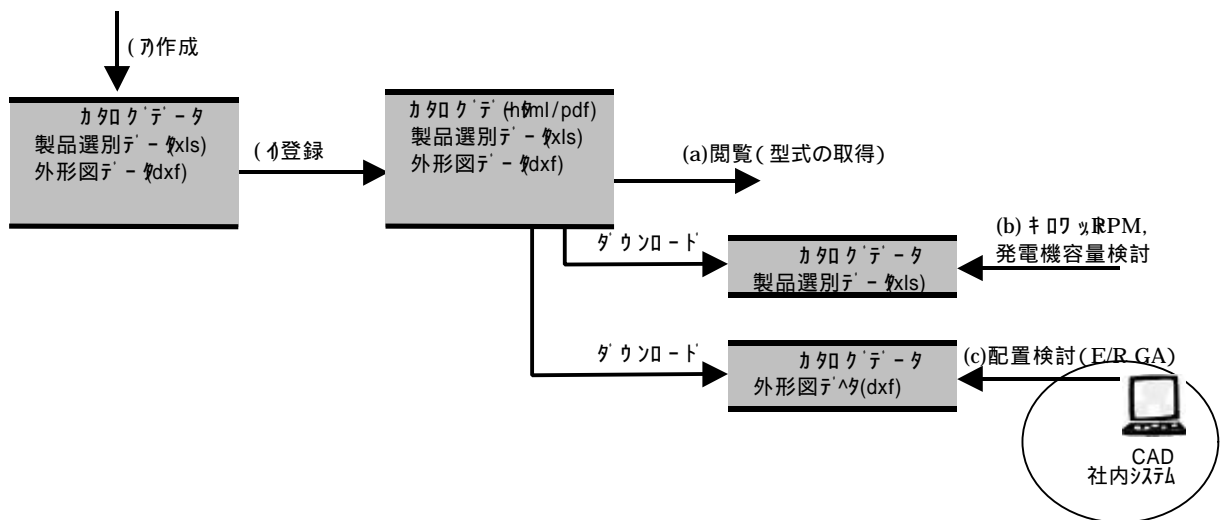 (ｱ)作成
ｶﾀﾛｸﾞﾃﾞｰﾀ
製品選別ﾃﾞｰﾀ(xls)
外形図ﾃﾞｰﾀ(dxf)
(ｲ)登録
ｶﾀﾛｸﾞﾃﾞｰﾀ(html/pdf)
製品選別ﾃﾞｰﾀ(xls)
外形図ﾃﾞｰﾀ(dxf)
(a)閲覧(型式の取得)
ﾀﾞｳﾝﾛｰﾄﾞ
ｶﾀﾛｸﾞﾃﾞｰﾀ
製品選別ﾃﾞｰﾀ(xls)
(b)ｷﾛﾜｯﾄ,RPM,
発電機容量検討
ﾀﾞｳﾝﾛｰﾄﾞ
ｶﾀﾛｸﾞﾃﾞｰﾀ
外形図ﾃﾞｰﾀ(dxf)
(c)配置検討(E/R GA)
CAD
社内ｼｽﾃﾑ